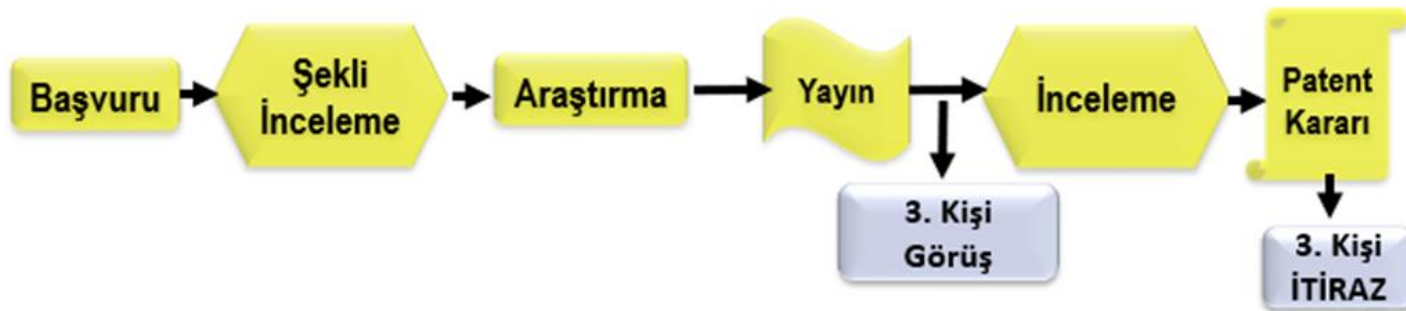 Başvuru
Şekli
İnceleme
Araştırma
Yayın
3. Kişi
Görüş
İnceleme
Patent
Kararı
3. Kişi
İTİRAZ